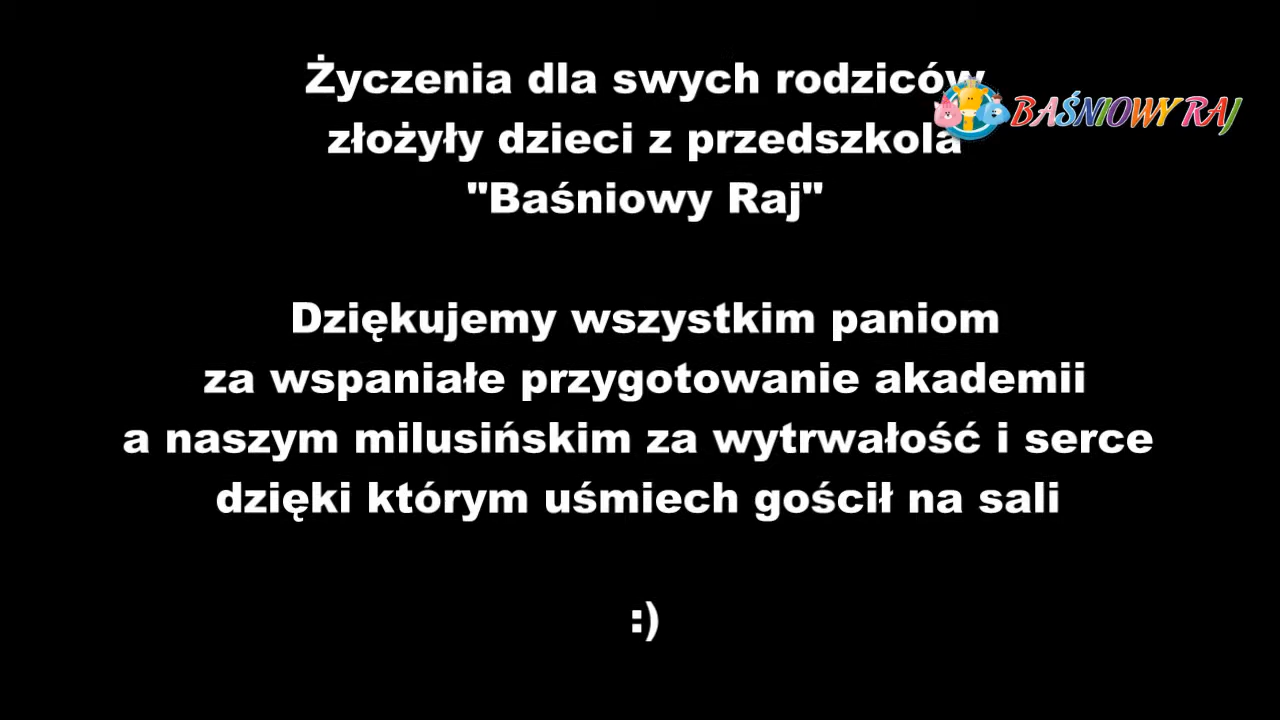 Życzenia dla swych rodziców
złożyły dzieci z przedszkola
BAŚNIOWY RAJ
"Baśniowy Raj"
Dziękujemy wszystkim paniom
za wspaniałe przygotowanie akademii
a naszym milusińskim za wytrwałość i serce
dzięki którym uśmiech gościł na sali
:)